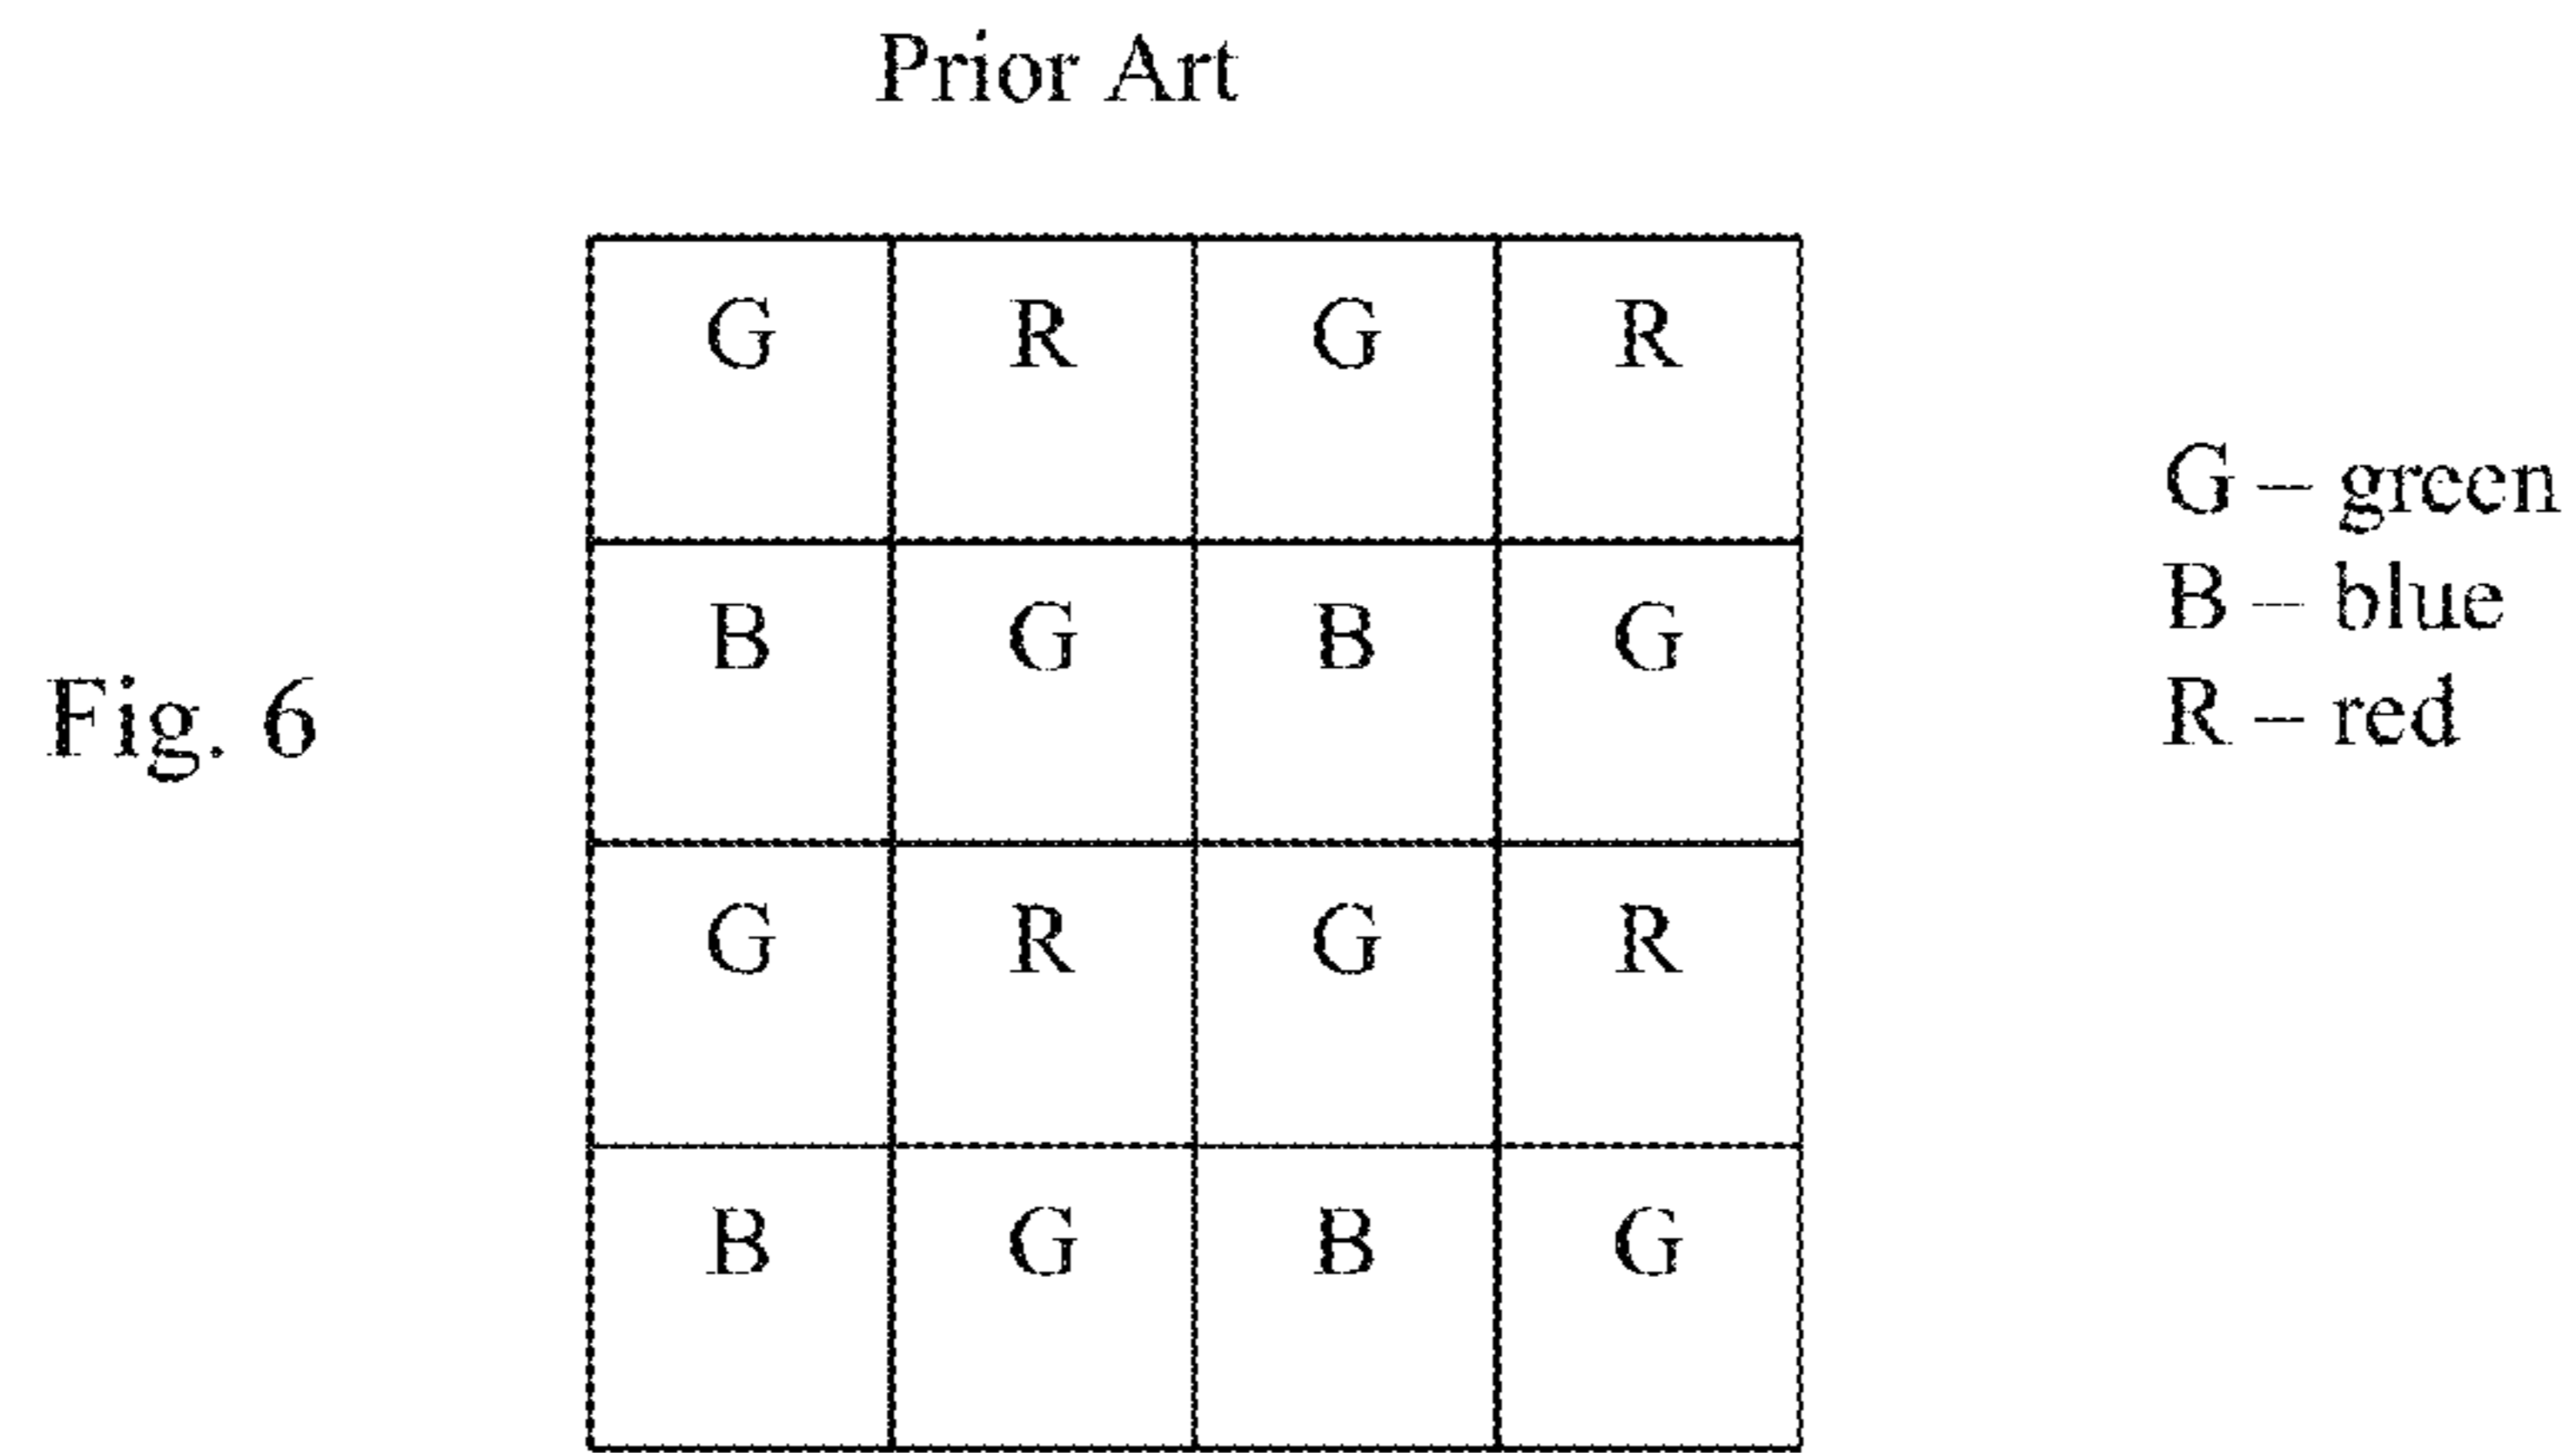 Prior Art
G R G R
B G B G
G R G R
B G B G
Fig. 6
G – green
B – blue
R – red